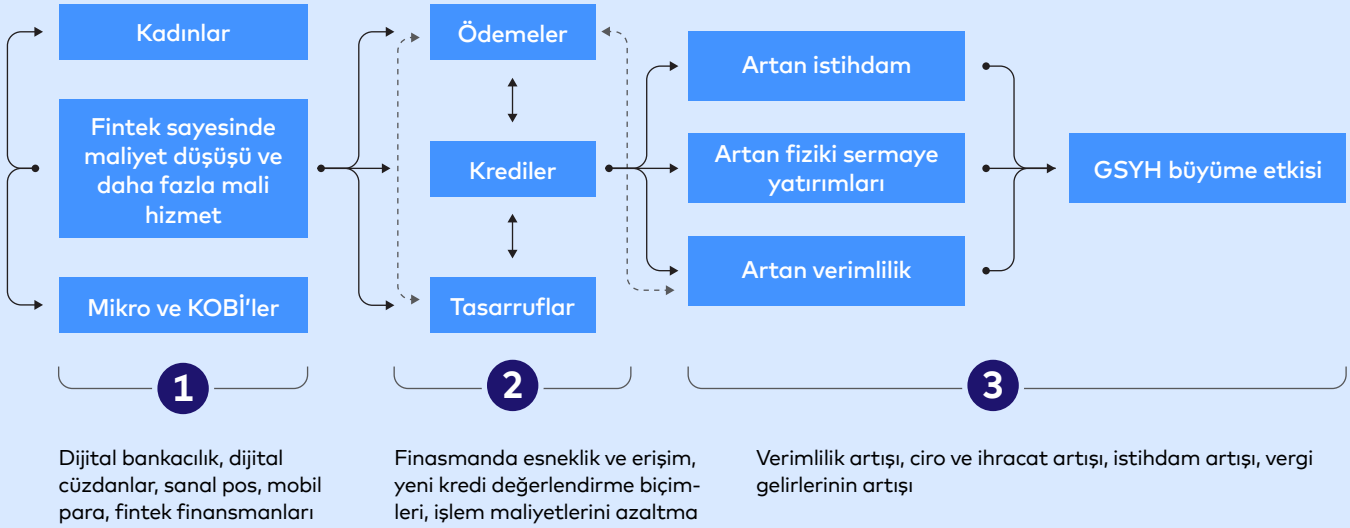 Kadınlar
Fintek sayesinde
maliyet düşüşü ve
daha fazla mali
hizmet
Mikro ve KOBİ'ler
Ödemeler
Krediler
Tasarruflar
Artan istihdam
Artan fiziki sermaye
yatırımları
Artan verimlilik
GSYH büyüme etkisi
1
Dijital bankacılık, dijital
cüzdanlar, sanal pos, mobil
para, fintek finansmanları
2
Finasmanda esneklik ve erişim,
yeni kredi değerlendirme biçim-
leri, işlem maliyetlerini azaltma
3
Verimlilik artışı, ciro ve ihracat artışı, istihdam artışı, vergi
gelirlerinin artışı